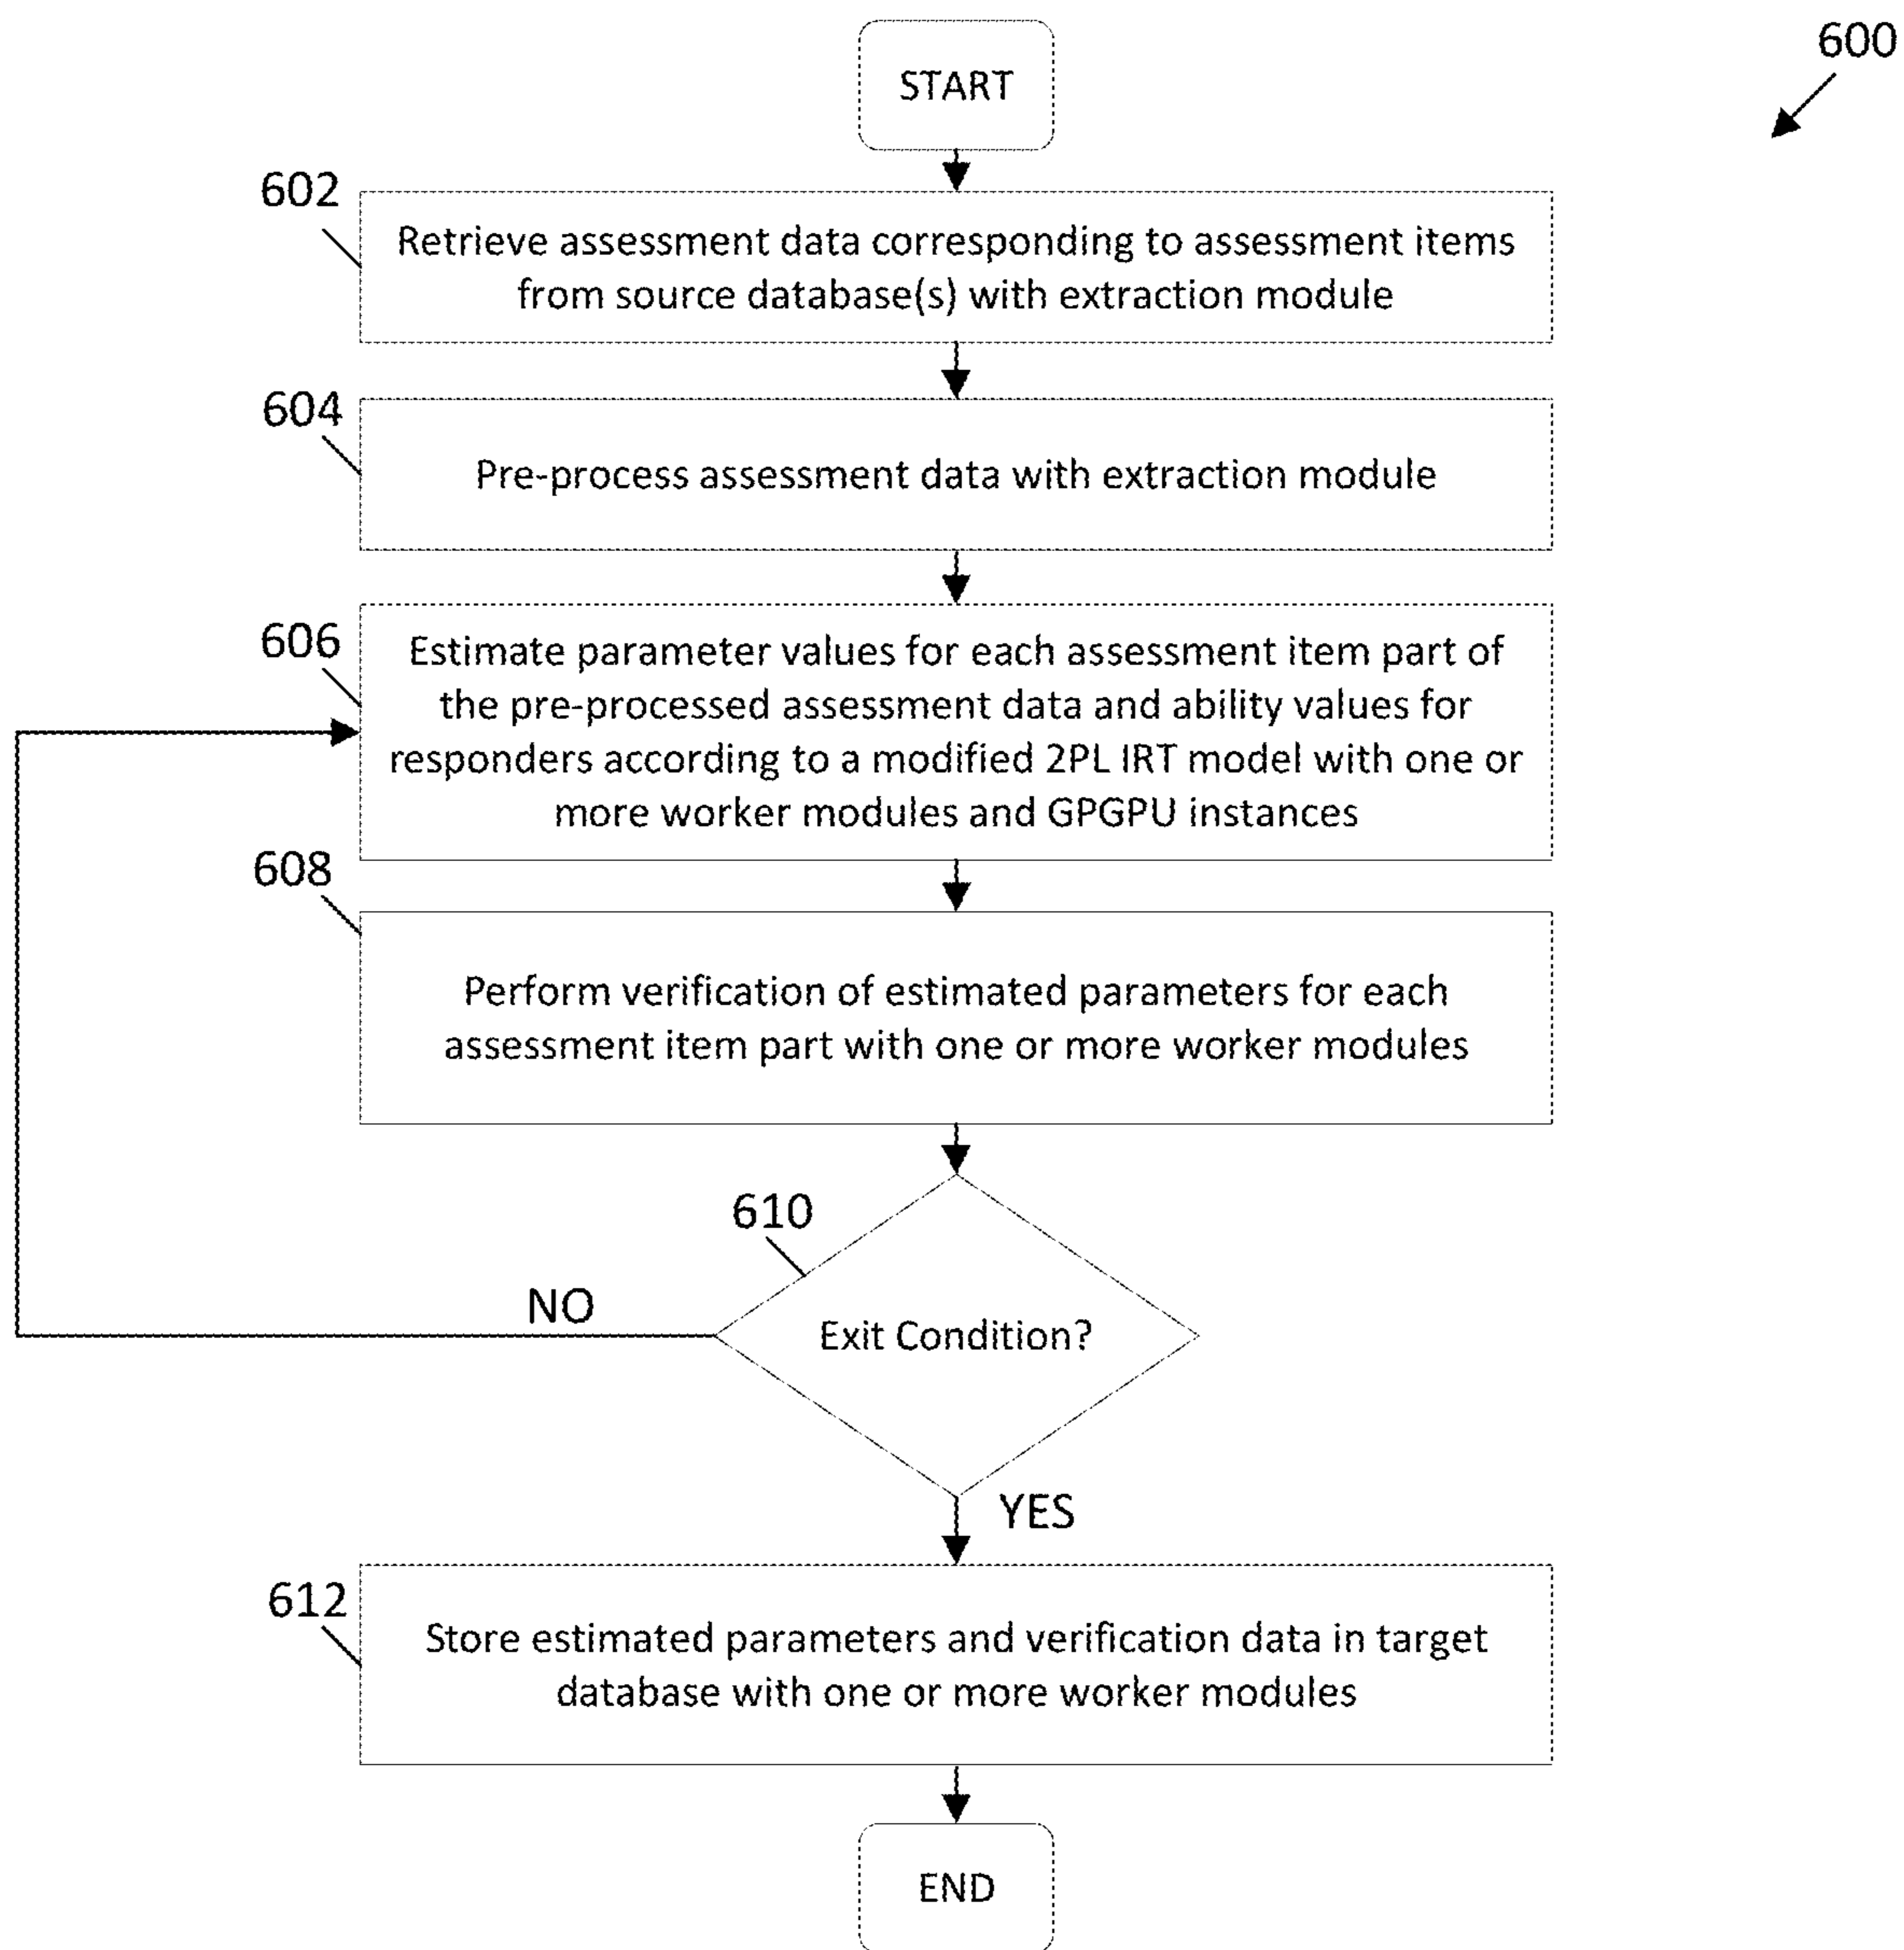 600
START
602
Retrieve assessment data corresponding to assessment items
from source database(s) with extraction module
604
Pre-process assessment data with extraction module
606
Estimate parameter values for each assessment item part of
the pre-processed assessment data and ability values for
responders according to a modified 2PL IRT model with one or
more worker modules and GPGPU instances
608
Perform verification of estimated parameters for each
assessment item part with one or more worker modules
610
NO
Exit Condition?
YES
612
Store estimated parameters and verification data in target
database with one or more worker modules
END